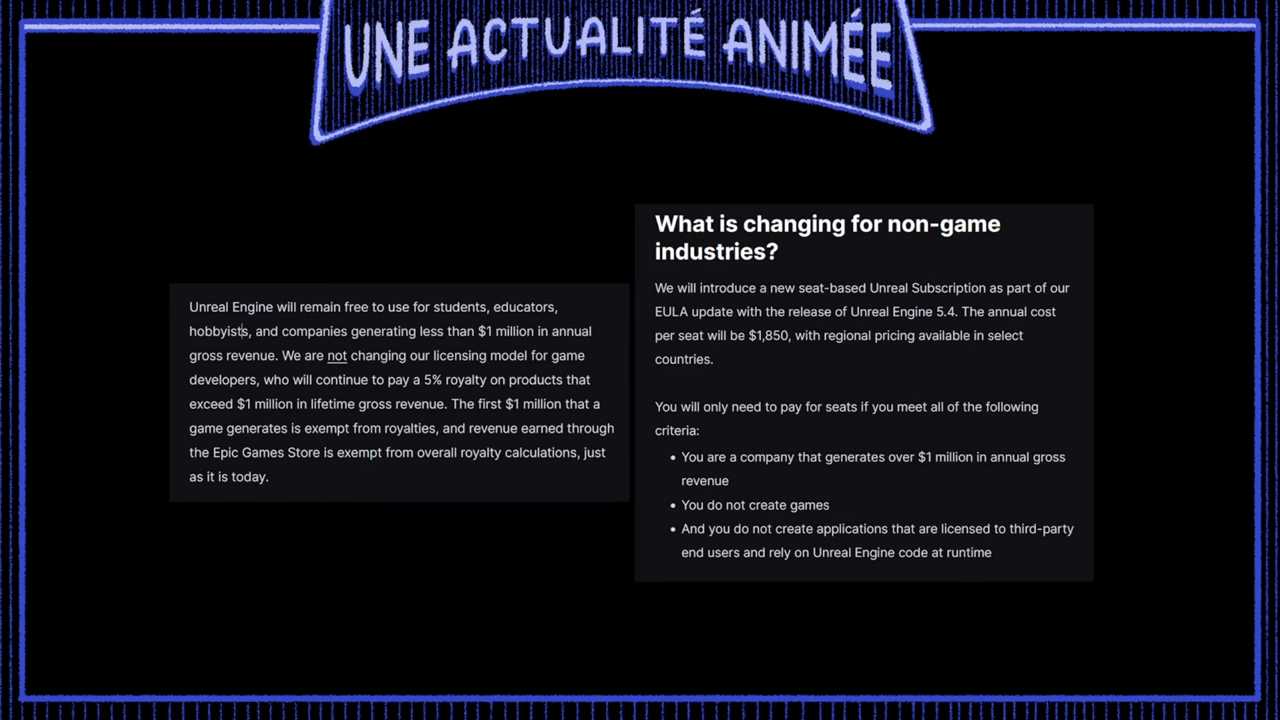 UNE ACTUALITÉ ANIMÉE
Unreal Engine will remain free to use for students, educators,
hobbyists, and companies generating less than $1 million in annual
gross revenue. We are not changing our licensing model for game
developers, who will continue to pay a 5% royalty on products that
exceed $1 million in lifetime gross revenue. The first $1 million that a
game generates is exempt from royalties, and revenue earned through
the Epic Games Store is exempt from overall royalty calculations, just
as it is today.
What is changing for non-game
industries?
We will introduce a new seat-based Unreal Subscription as part of our
EULA update with the release of Unreal Engine 5.4. The annual cost
per seat will be $1,850, with regional pricing available in select
countries.
You will only need to pay for seats if you meet all of the following
criteria:
• You are a company that generates over $1 million in annual gross
revenue
• You do not create games
• And you do not create applications that are licensed to third-party
end users and rely on Unreal Engine code at runtime